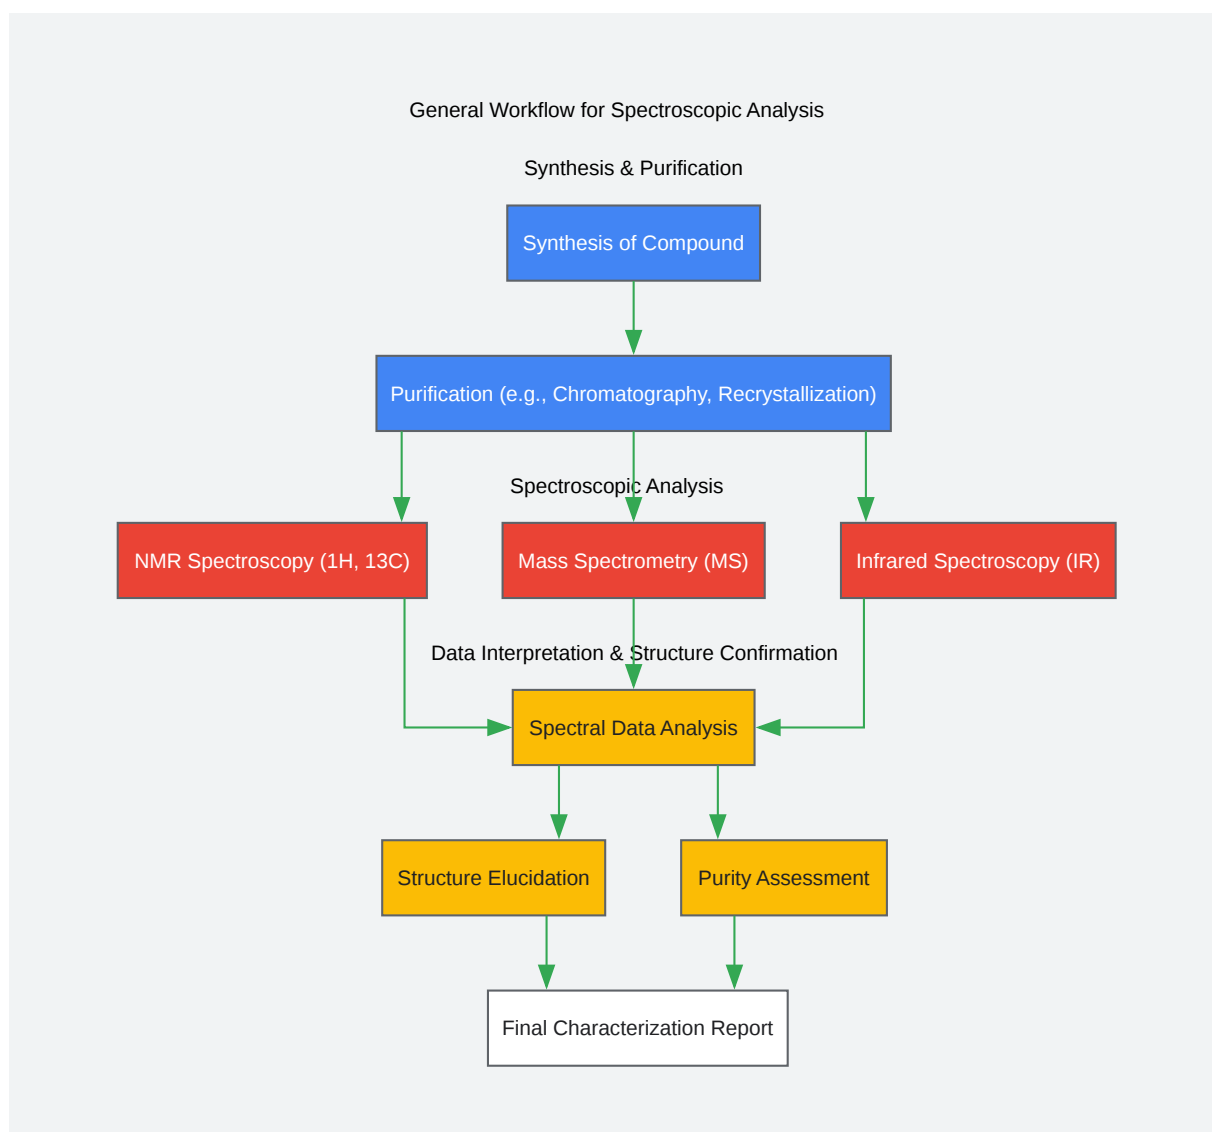 General Workflow for Spectroscopic Analysis
Synthesis & Purification
Synthesis of Compound
Purification (e.g., Chromatography, Recrystallization)
Spectroscopic Analysis
NMR Spectroscopy (1H, 13C)
Mass Spectrometry (MS)
Infrared Spectroscopy (IR)
Data Interpretation & Structure Confirmation
Spectral Data Analysis
Structure Elucidation
Purity Assessment
Final Characterization Report